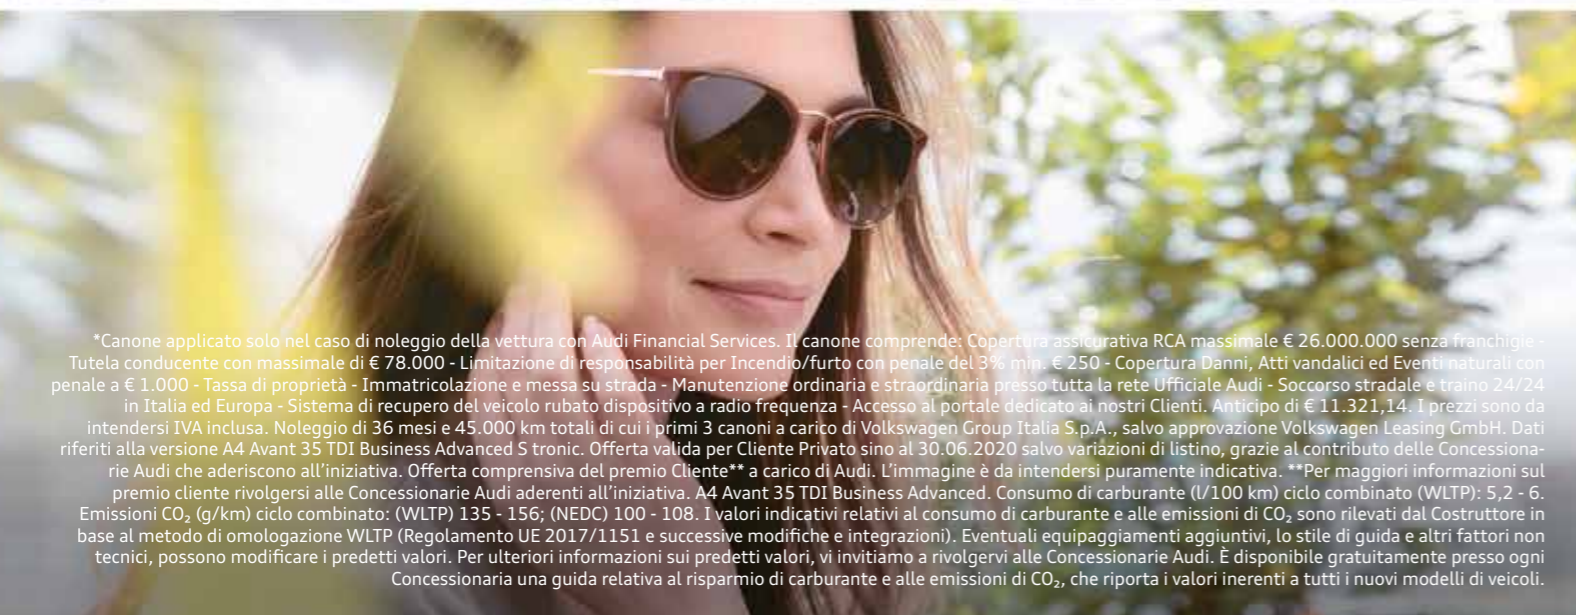 *Canone applicato solo nel caso di noleggio della vettura con Audi Financial Services. Il canone comprende: Copertura assicurativa RCA massimale € 26.000.000 senza franchigie -
Tutela conducente con massimale di € 78.000 - Limitazione di responsabilità per Incendio/furto con penale del 3% min. € 250 - Copertura Danni, Atti vandalici ed Eventi naturali con
penale a € 1.000 - Tassa di proprietà - Immatricolazione e messa su strada - Manutenzione ordinaria e straordinaria presso tutta la rete Ufficiale Audi - Soccorso stradale e traino 24/24
in Italia ed Europa - Sistema di recupero del veicolo rubato dispositivo a radio frequenza - Accesso al portale dedicato ai nostri Clienti. Anticipo di € 11.321,14. I prezzi sono da
intendersi IVA inclusa. Noleggio di 36 mesi e 45.000 km totali di cui i primi 3 canoni a carico di Volkswagen Group Italia S.p.A., salvo approvazione Volkswagen Leasing GmbH. Dati
riferiti alla versione A4 Avant 35 TDI Business Advanced S tronic. Offerta valida per Cliente Privato sino al 30.06.2020 salvo variazioni di listino, grazie al contributo delle Concessiona-
rie Audi che aderiscono all’iniziativa. Offerta comprensiva del premio Cliente** a carico di Audi. L’immagine è da intendersi puramente indicativa. **Per maggiori informazioni sul
premio cliente rivolgersi alle Concessionarie Audi aderenti all’iniziativa. A4 Avant 35 TDI Business Advanced. Consumo di carburante (l/100 km) ciclo combinato (WLTP): 5,2 - 6.
Emissioni CO₂ (g/km) ciclo combinato: (WLTP) 135 - 156; (NEDC) 100 - 108. I valori indicativi relativi al consumo di carburante e alle emissioni di CO₂ sono rilevati dal Costruttore in
base al metodo di omologazione WLTP (Regolamento UE 2017/1151 e successive modifiche e integrazioni). Eventuali equipaggiamenti aggiuntivi, lo stile di guida e altri fattori non
tecnici, possono modificare i predetti valori. Per ulteriori informazioni sui predetti valori, vi invitiamo a rivolgervi alle Concessionarie Audi. È disponibile gratuitamente presso ogni
Concessionaria una guida relativa al risparmio di carburante e alle emissioni di CO₂, che riporta i valori inerenti a tutti i nuovi modelli di veicoli.